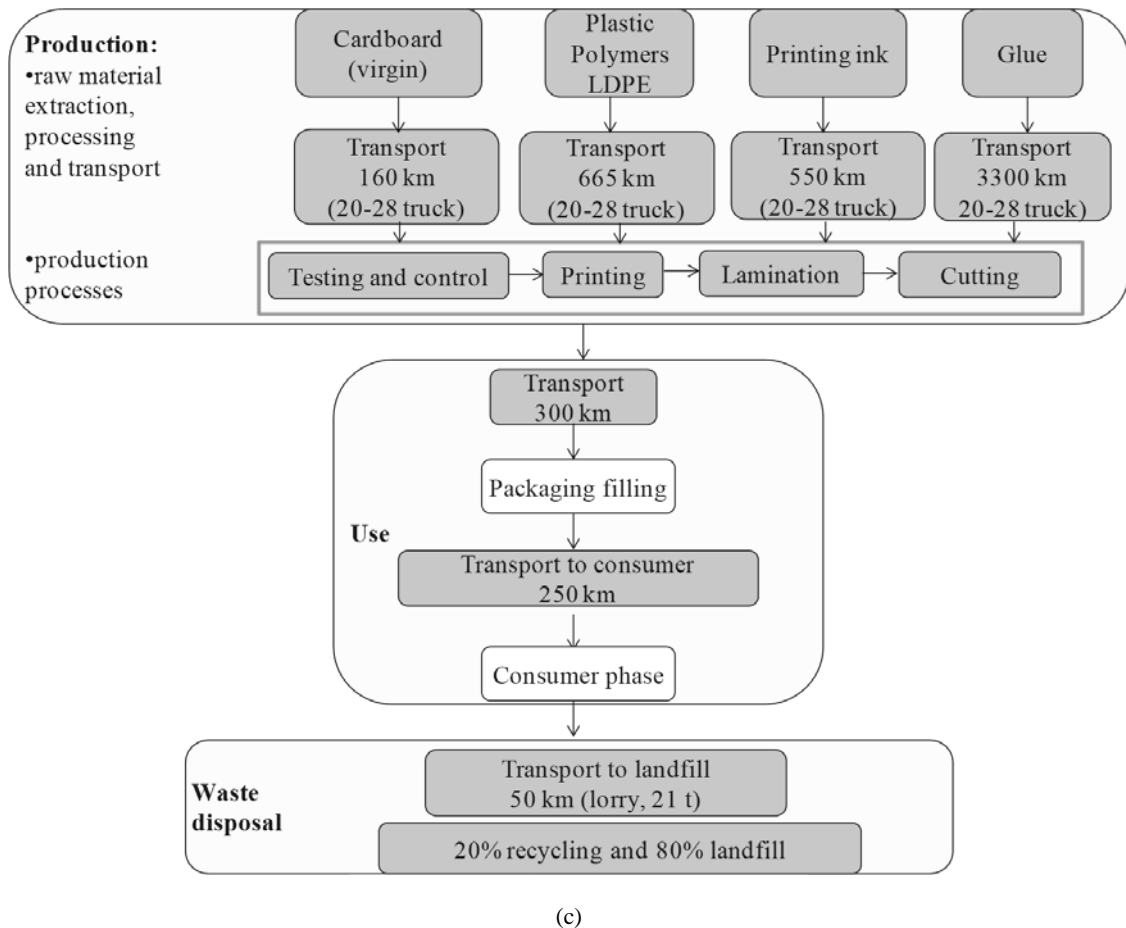 Production:
•raw material
extraction,
processing
and transport
Cardboard
(virgin)
Plastic
Polymers
LDPE
Printing ink
Glue
Transport
160 km
(20-28 truck)
Transport
665 km
(20-28 truck)
Transport
550 km
(20-28 truck)
Transport
3300 km
20-28 truck)
•production
processes
Testing and control
Printing
Lamination
Cutting
Transport
300 km
Packaging filling
Use
Transport to consumer
250 km
Consumer phase
Waste
disposal
Transport to landfill
50 km (lorry, 21 t)
20% recycling and 80% landfill
(c)